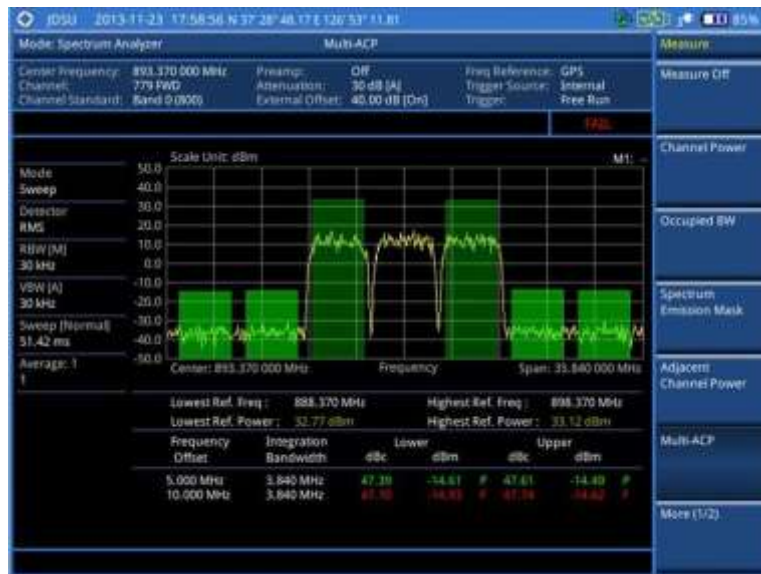 JDSU 2013-11-23 17:58:56 N 37° 28' 48.17 E 126° 53' 11.81 85%
Mode: Spectrum Analyzer Multi-ACP Measure
Center Frequency: 893.370 000 MHz Preamp: Off Freq Reference: GPS
Channel: 779 FWD Attenuation: 30 dB [A] Trigger Source: Internal
Channel Standard: Band 0 (800) External Offset: 40.00 dB [On] Trigger: Free Run
FAIL
Measure Off
Channel Power
Occupied BW
Spectrum Emission Mask
Adjacent Channel Power
Multi-ACP
More (1/2)
Scale Unit: dBm M1: --
Mode
Sweep
Detector
RMS
RBW [M]
30 kHz
VBW [A]
30 kHz
Sweep [Normal]
51.42 ms
Average: 1
1
50.0
40.0
30.0
20.0
10.0
0.0
-10.0
-20.0
-30.0
-40.0
-50.0
Center: 893.370 000 MHz Frequency Span: 33.840 000 MHz
Lowest Ref. Freq : 888.370 MHz Highest Ref. Freq : 898.370 MHz
Lowest Ref. Power : 32.77 dBm Highest Ref. Power : 33.12 dBm
Frequency Offset Integration Bandwidth Lower Upper
dBc dBm dBc dBm
5.000 MHz 3.840 MHz 47.39 -14.61 P 47.61 -14.49 P
10.000 MHz 3.840 MHz